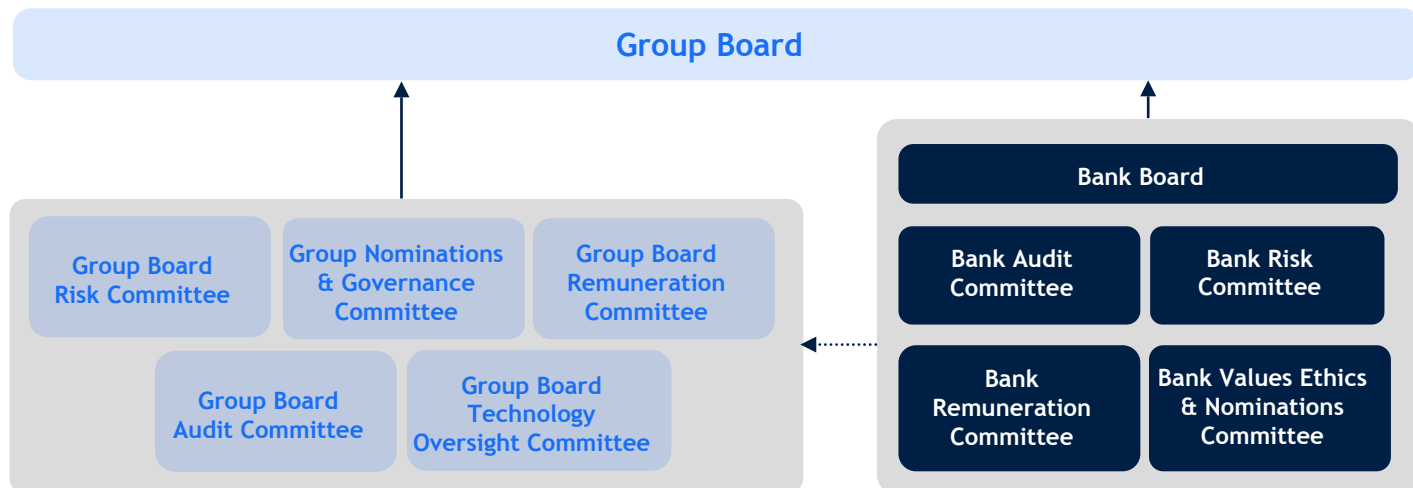 Group Board
Bank Board
Group Board
Risk Committee
Group Nominations
& Governance
Committee
Group Board
Remuneration
Committee
Bank Audit
Committee
Bank Risk
Committee
Group Board
Audit Committee
Group Board
Technology
Oversight Committee
Bank
Remuneration
Committee
Bank Values Ethics
& Nominations
Committee